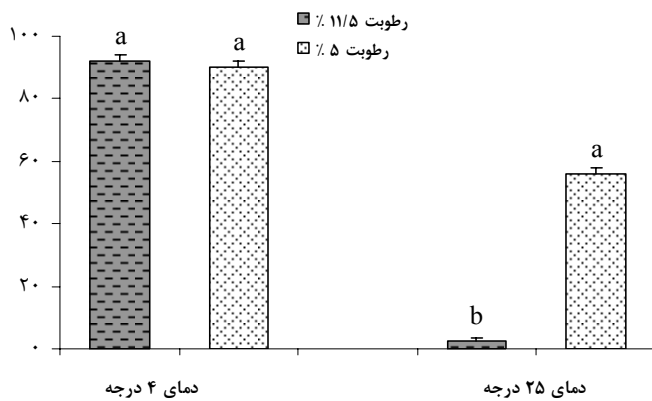 رطوبت ۱۱/۵ ٪
رطوبت ۵ ٪
۱۰۰
۸۰
۶۰
۴۰
۲۰
۰
a
a
b
a
دمای ۴ درجه
دمای ۲۵ درجه